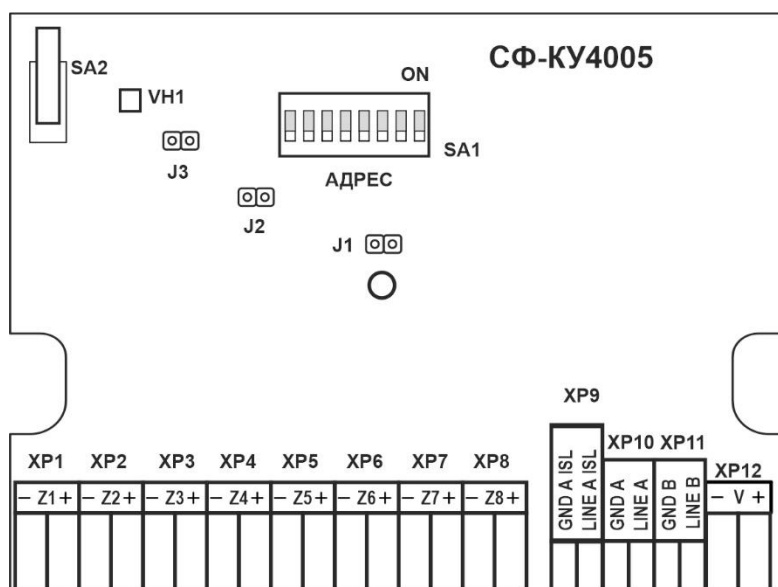 СФ-КУ4005
SA2
ON
VH1
SA1
J3
АДРЕС
J2
J1
XP9
XP10 XP11
XP1 XP2 XP3 XP4 XP5 XP6 XP7 XP8
XP12
− Z1 + − Z2 + − Z3 + − Z4 + − Z5 + − Z6 + − Z7 + − Z8 +
GND A ISL
LINE A ISL
GND A
LINE A
GND B
LINE B
− V +